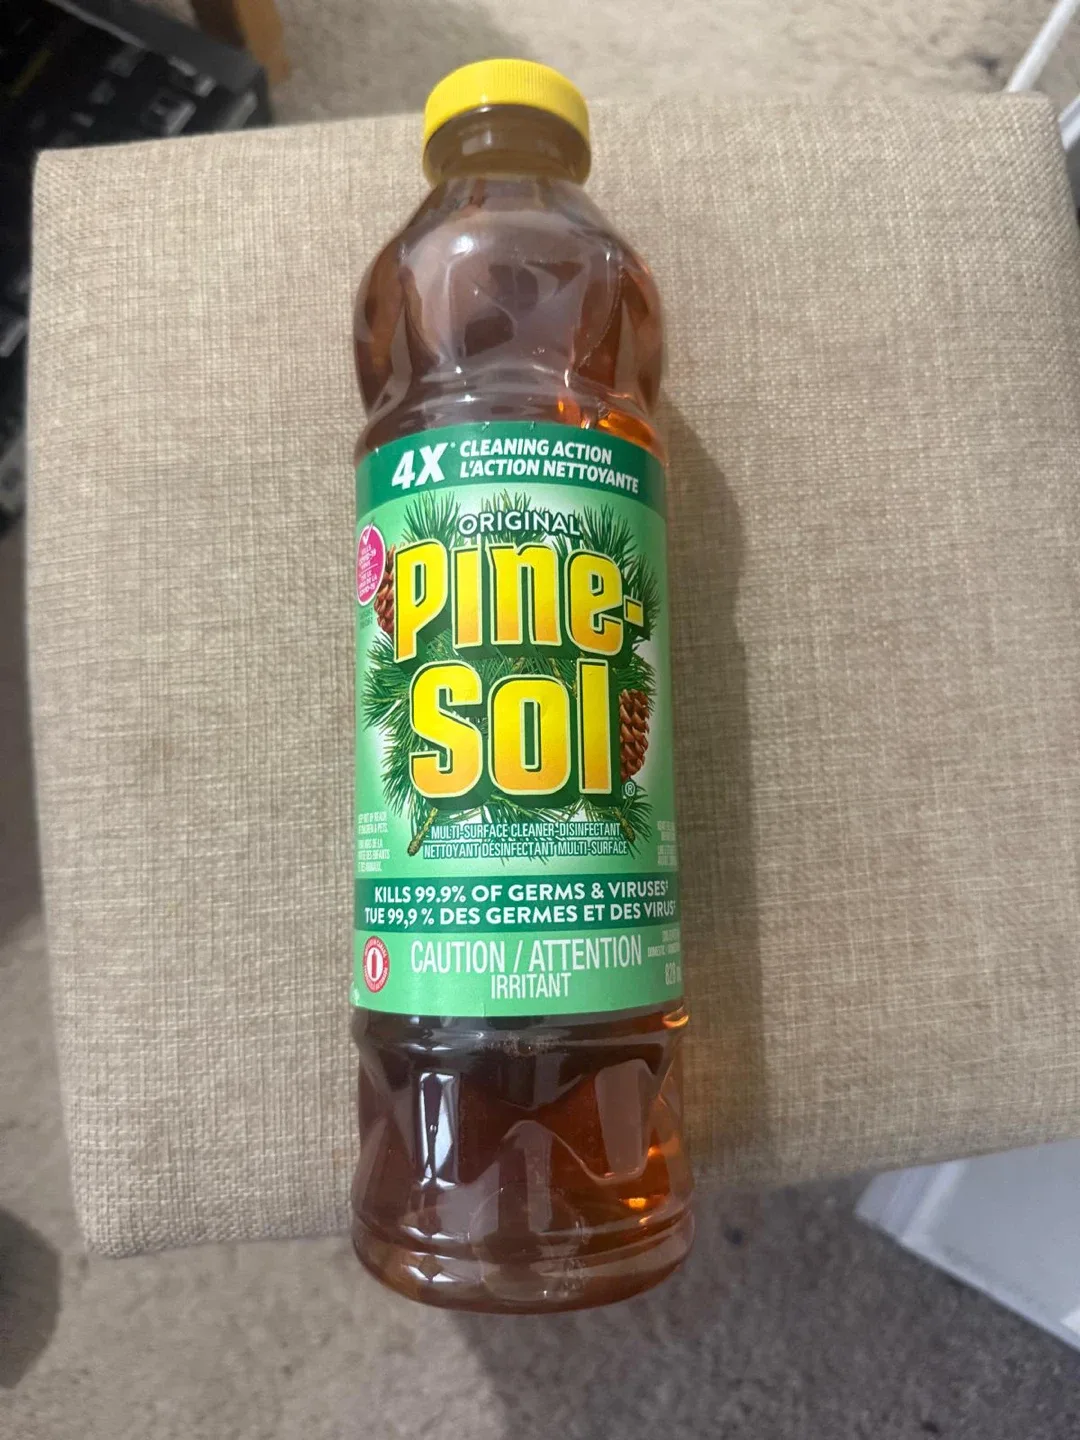 4X* CLEANING ACTION
L'ACTION NETTOYANTE
ORIGINAL
Pine-
Sol®
MULTI-SURFACE CLEANER-DISINFECTANT
NETTOYANT DÉSINFECTANT MULTI-SURFACE
KILLS 99.9% OF GERMS & VIRUSES‡
TUE 99,9 % DES GERMES ET DES VIRUS‡
CAUTION / ATTENTION
IRRITANT